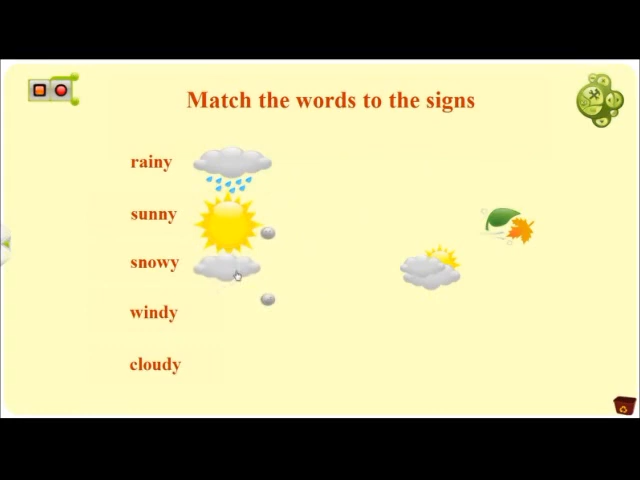 Match the words to the signs
rainy
sunny
snowy
windy
cloudy